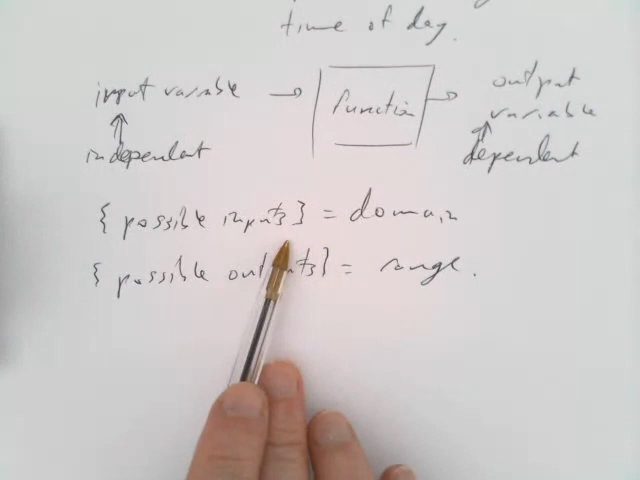 time of day.
input variable → function → output
variable
independent
dependent
{ possible inputs } = domain
{ possible outputs } = range.